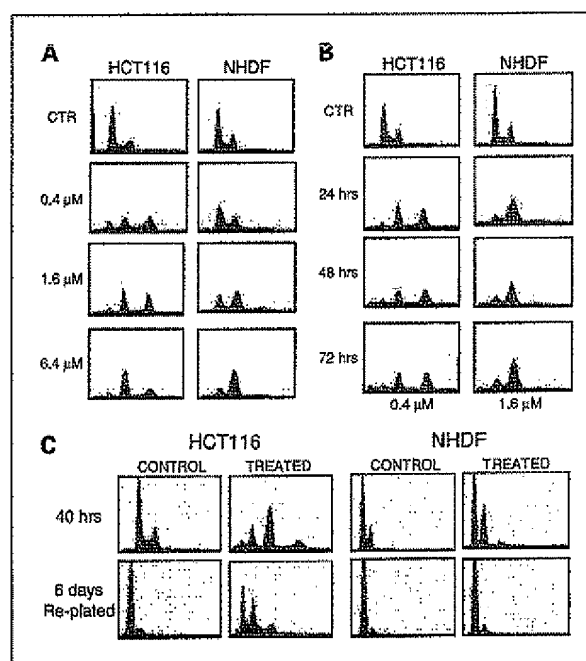 A
HCT116 NHDF
CTR
0.4 µM
1.6 µM
6.4 µM
B
HCT116 NHDF
CTR
24 hrs
48 hrs
72 hrs
0.4 µM 1.6 µM
C
HCT116 NHDF
CONTROL TREATED CONTROL TREATED
40 hrs
6 days
Re-plated